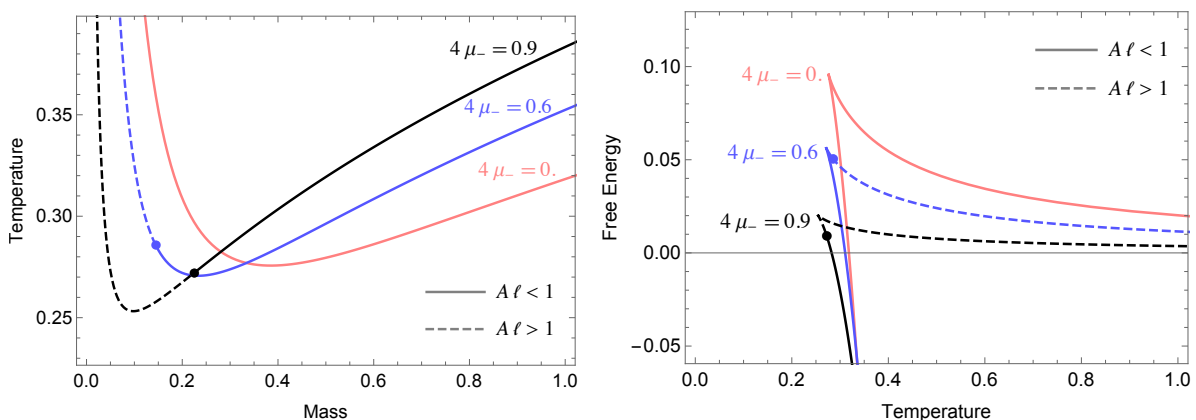 4 μ₋ = 0.9
4 μ₋ = 0.6
4 μ₋ = 0.
A ℓ < 1
A ℓ > 1
0.35
0.30
0.25
0.0 0.2 0.4 0.6 0.8 1.0
Temperature
Mass
A ℓ < 1
A ℓ > 1
4 μ₋ = 0.
4 μ₋ = 0.6
4 μ₋ = 0.9
0.10
0.05
0.00
−0.05
0.0 0.2 0.4 0.6 0.8 1.0
Free Energy
Temperature